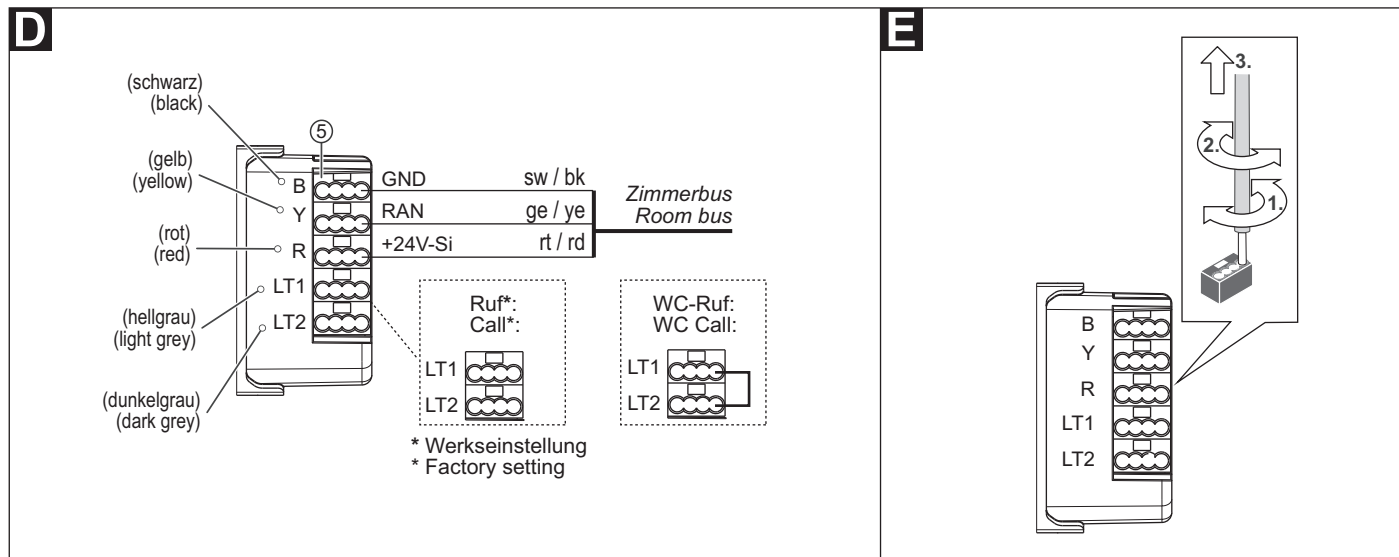 D
(schwarz)
(black)
(gelb)
(yellow)
(rot)
(red)
(hellgrau)
(light grey)
(dunkelgrau)
(dark grey)
5
B
Y
R
LT1
LT2
GND sw / bk
RAN ge / ye
+24V-Si rt / rd
Zimmerbus
Room bus
Ruf*:
Call*:
LT1
LT2
* Werkseinstellung
* Factory setting
WC-Ruf:
WC Call:
LT1
LT2
E
3.
2.
1.
B
Y
R
LT1
LT2